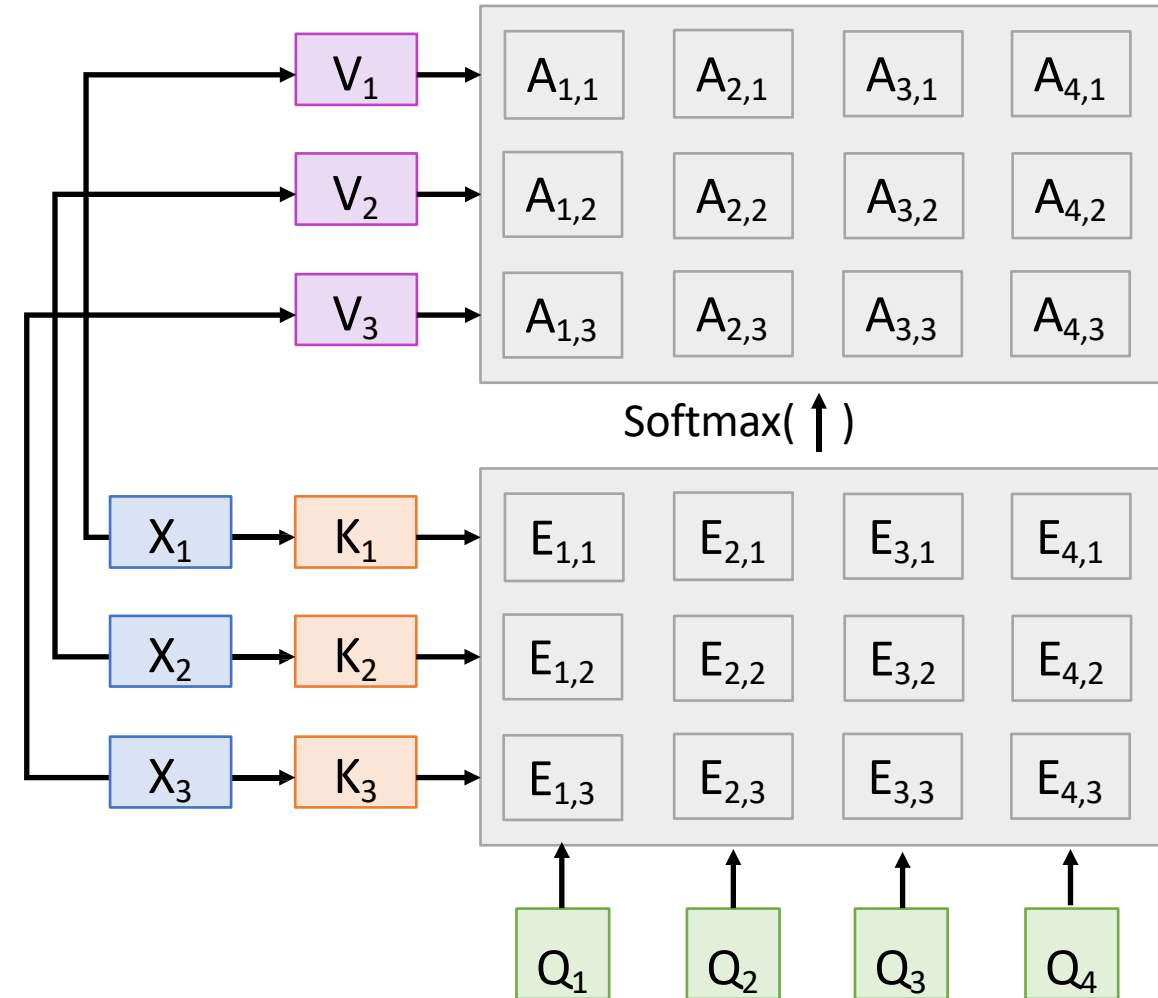 V1 A1,1 A2,1 A3,1 A4,1
V2 A1,2 A2,2 A3,2 A4,2
V3 A1,3 A2,3 A3,3 A4,3
Softmax( ↑ )
X1 K1 E1,1 E2,1 E3,1 E4,1
X2 K2 E1,2 E2,2 E3,2 E4,2
X3 K3 E1,3 E2,3 E3,3 E4,3
Q1 Q2 Q3 Q4